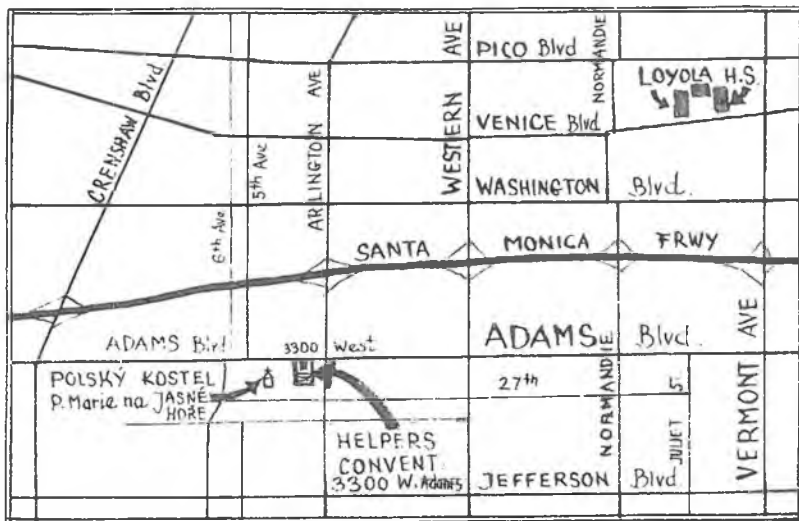 PICO Blvd
AVE
NORMANDIE
LOYOLA H.S.
CRENSHAW Blvd.
ARLINGTON AVE
WESTERN
VENICE Blvd
5th Ave
WASHINGTON Blvd.
6th Ave
SANTA MONICA FRWY
ADAMS Blvd
3300 West
ADAMS Blvd.
VERMONT AVE
POLSKÝ KOSTEL
P. Marie na JASNÉ
HOŘE
27th
NORMANDIE
JULIET
HELPERS
CONVENT
3300 W. Adams
JEFFERSON Blvd